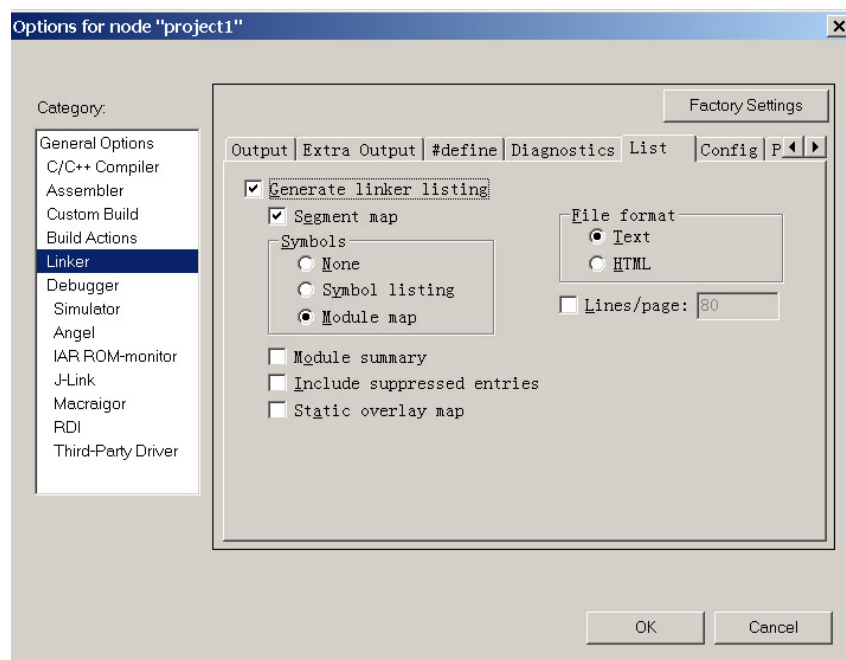 Options for node "project1"
Category:
Factory Settings
General Options
C/C++ Compiler
Assembler
Custom Build
Build Actions
Linker
Debugger
Simulator
Angel
IAR ROM-monitor
J-Link
Macraigor
RDI
Third-Party Driver
Output Extra Output #define Diagnostics List Config P
Generate linker listing
Segment map
Symbols
None
Symbol listing
Module map
File format
Text
HTML
Lines/page: 80
Module summary
Include suppressed entries
Static overlay map
OK Cancel